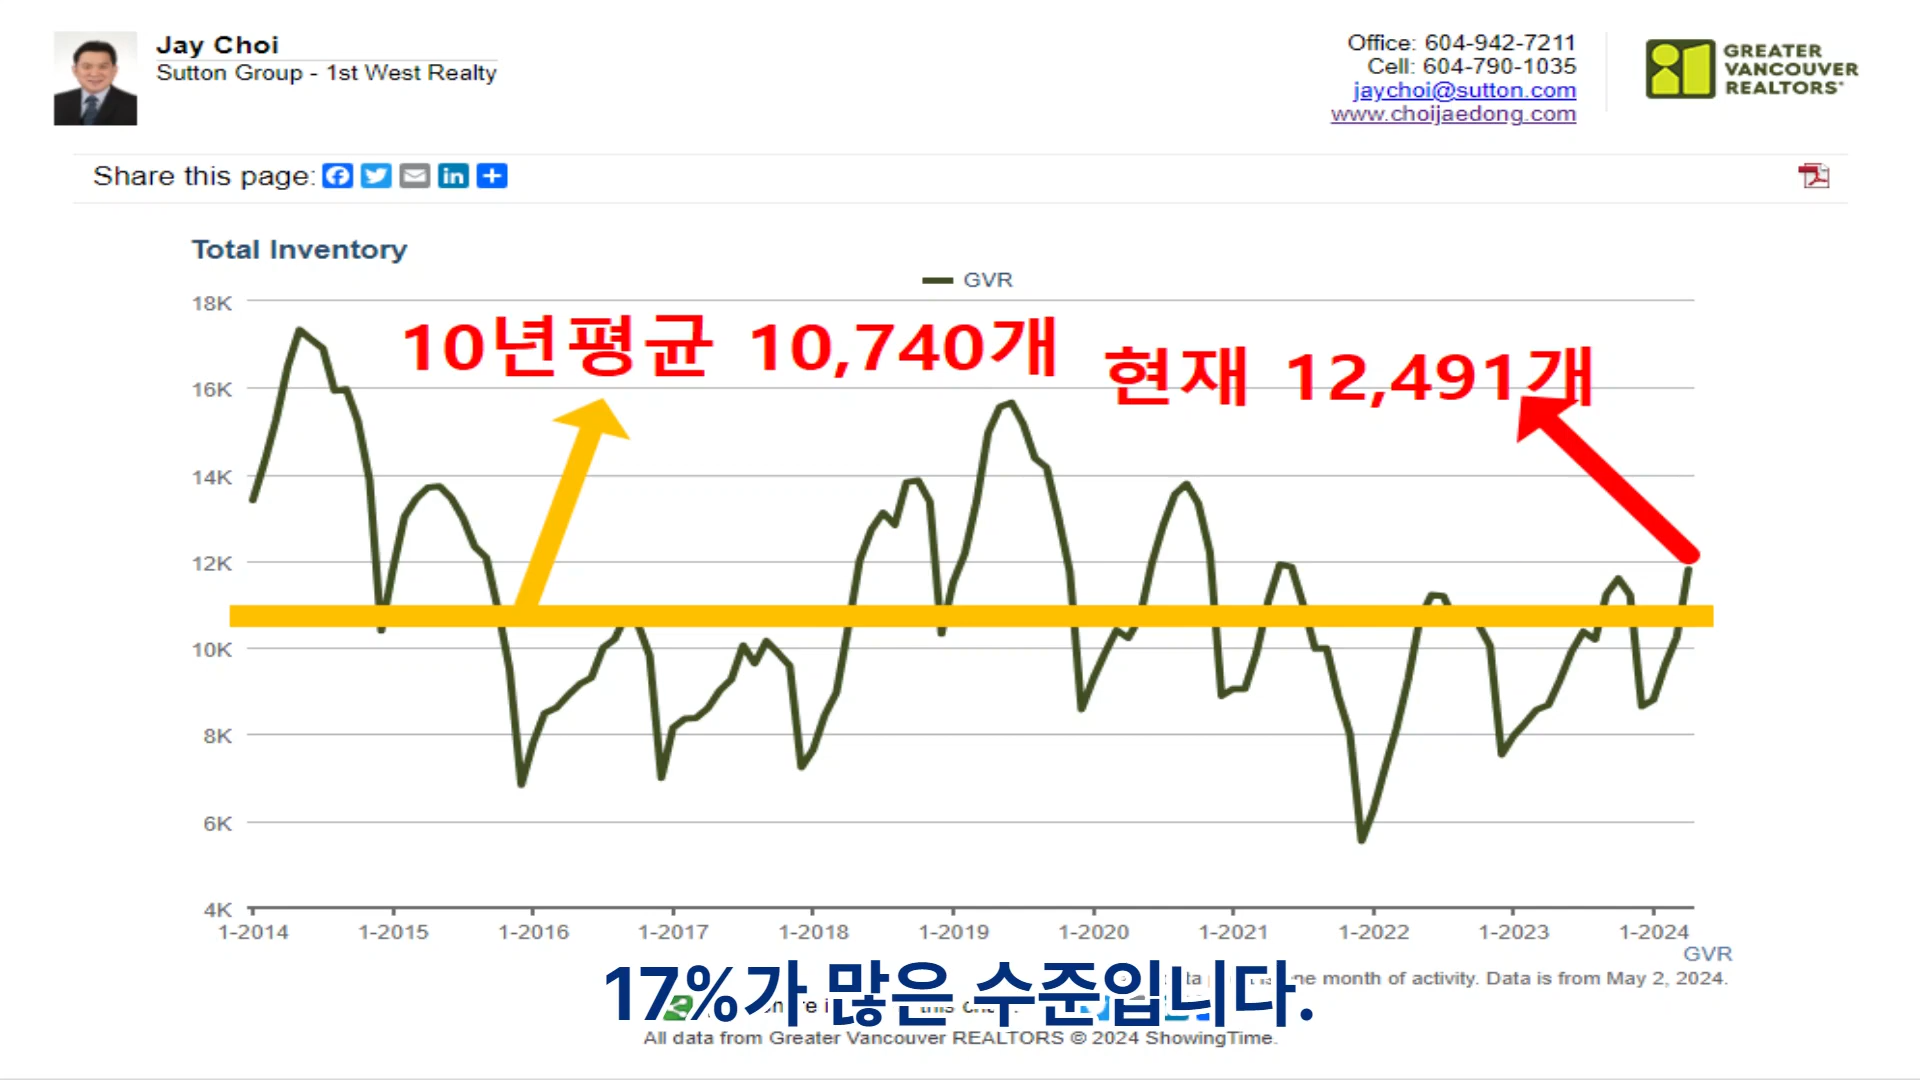 Jay Choi
Sutton Group - 1st West Realty
Office: 604-942-7211
Cell: 604-790-1035
jaychoi@sutton.com
www.choijaedong.com
GREATER
VANCOUVER
REALTORS
Share this page:
Total Inventory
GVR
10년평균 10,740개
현재 12,491개
18K
16K
14K
12K
10K
8K
6K
4K
1-2014 1-2015 1-2016 1-2017 1-2018 1-2019 1-2020 1-2021 1-2022 1-2023 1-2024
GVR
month of activity. Data is from May 2, 2024.
17%가 많은 수준입니다.
All data from Greater Vancouver REALTORS © 2024 ShowingTime.